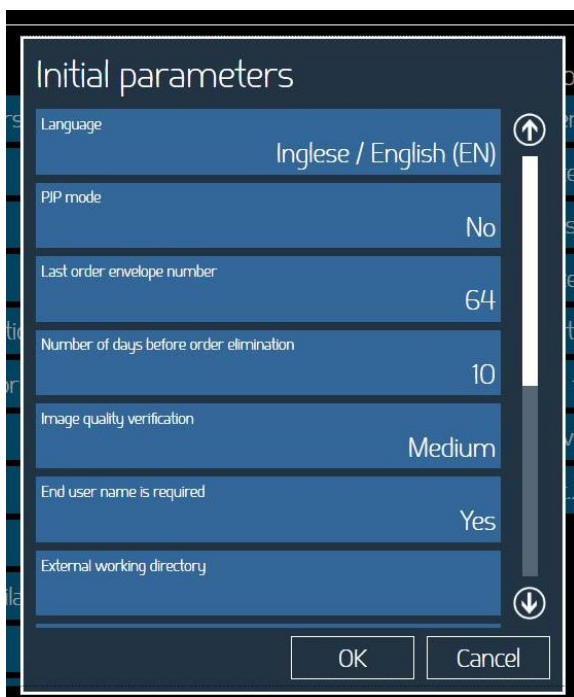 Initial parameters
Language
Inglese / English (EN)
PJP mode
No
Last order envelope number
64
Number of days before order elimination
10
Image quality verification
Medium
End user name is required
Yes
External working directory
OK
Cancel